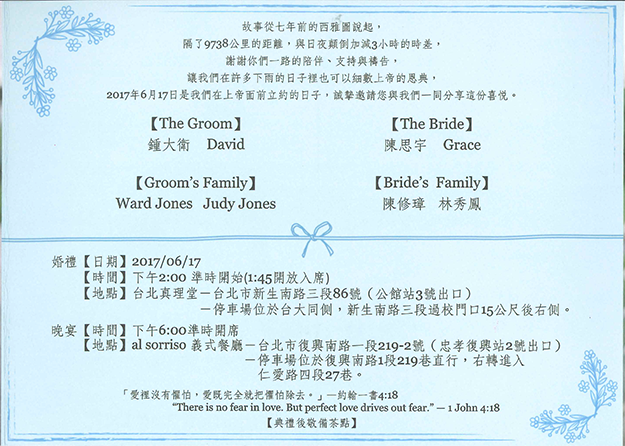 故事從七年前的西雅圖說起，
隔了9738公里的距離，與日夜顛倒加減3小時的時差，
謝謝你們一路的陪伴、支持與禱告，
讓我們在許多下雨的日子裡也可以細數上帝的恩典，
2017年6月17日是我們在上帝面前立約的日子，誠摯邀請您與我們一同分享這份喜悅。
【The Groom】 【The Bride】
鍾大衛 David 陳思宇 Grace
【Groom's Family】 【Bride's Family】
Ward Jones Judy Jones 陳修璋 林秀鳳
婚禮【日期】2017/06/17
【時間】下午2:00 準時開始(1:45開放入席)
【地點】台北真理堂－台北市新生南路三段86號（公館站3號出口）
－停車場位於台大同側，新生南路三段過校門口15公尺後右側。
晚宴【時間】下午6:00準時開席
【地點】al sorriso 義式餐廳－台北市復興南路一段219-2號（忠孝復興站2號出口）
－停車場位於復興南路1段219巷直行，右轉進入
仁愛路四段27巷。
「愛裡沒有懼怕，愛既完全就把懼怕除去。」—約翰一書4:18
“There is no fear in love. But perfect love drives out fear.” — 1 John 4:18
【典禮後敬備茶點】